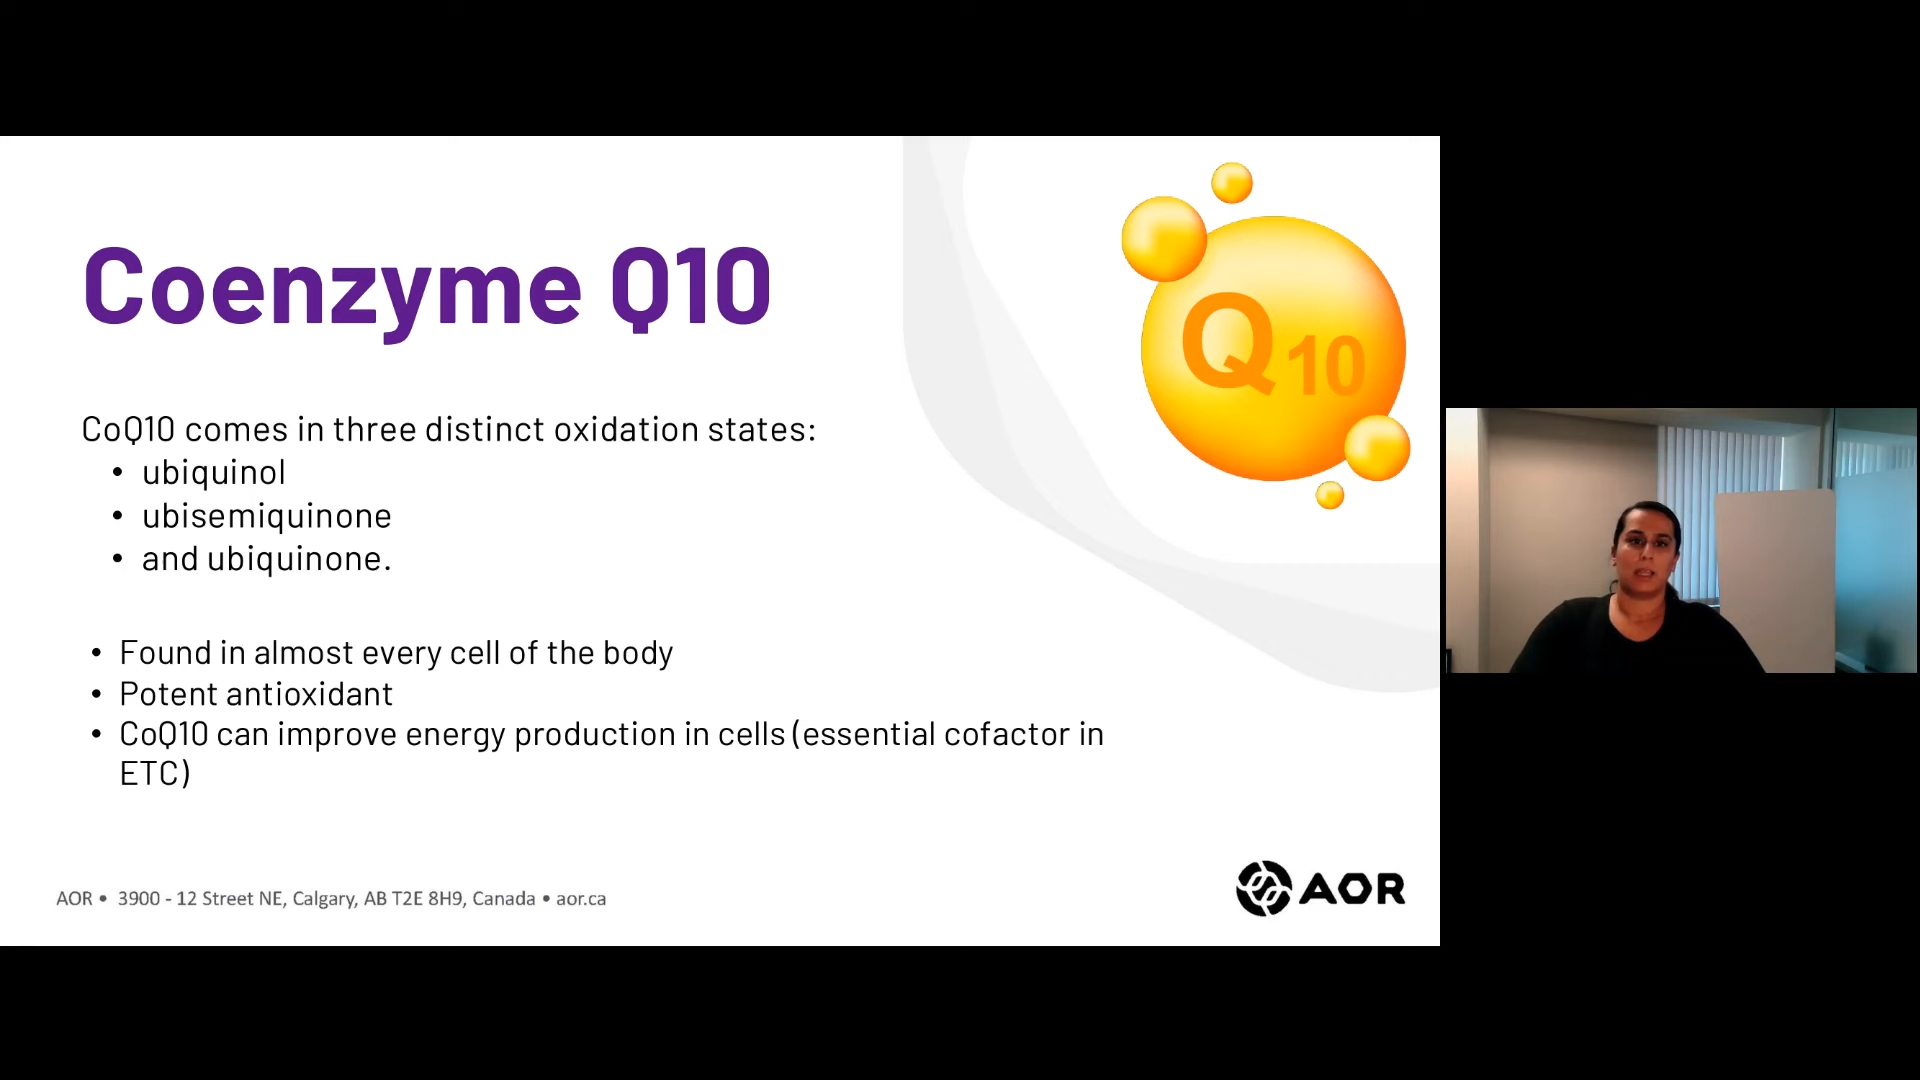 Coenzyme Q10
Q10
CoQ10 comes in three distinct oxidation states:
• ubiquinol
• ubisemiquinone
• and ubiquinone.
• Found in almost every cell of the body
• Potent antioxidant
• CoQ10 can improve energy production in cells (essential cofactor in
ETC)
AOR • 3900 - 12 Street NE, Calgary, AB T2E 8H9, Canada • aor.ca
AOR